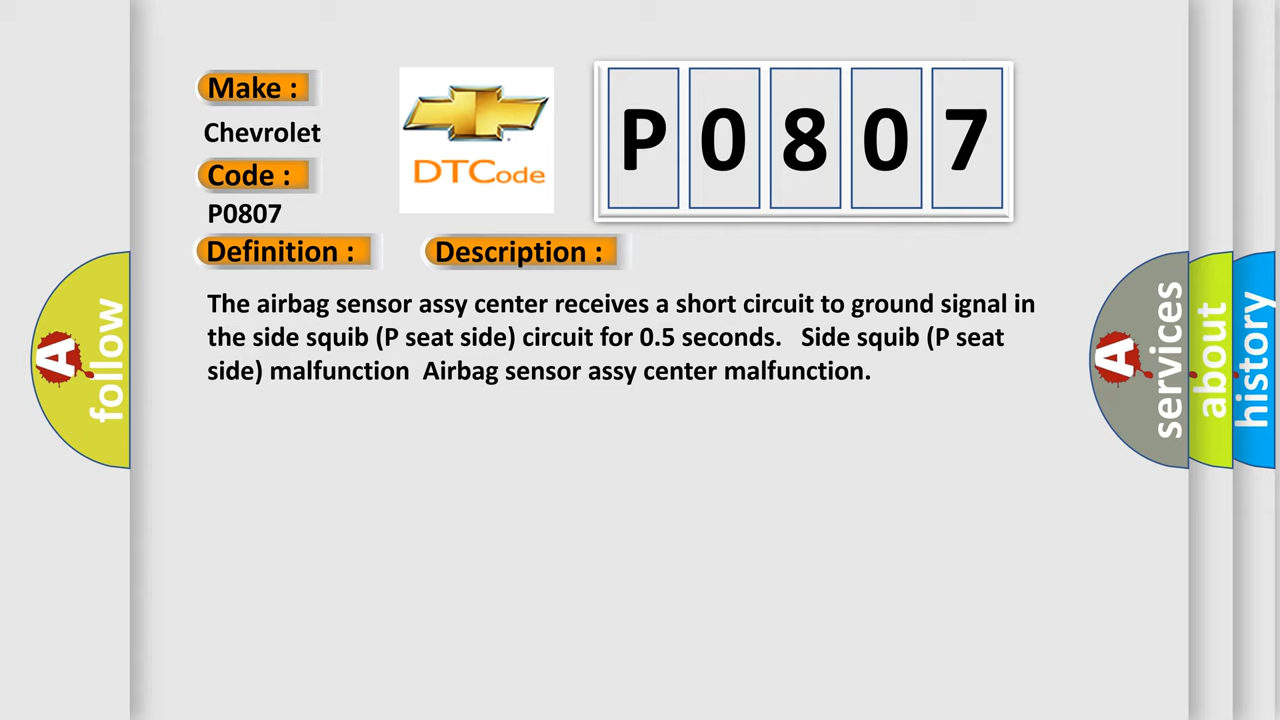 Make :
Chevrolet
Code :
P0807
DTCode
P0807
Definition :
Description :
The airbag sensor assy center receives a short circuit to ground signal in
the side squib (P seat side) circuit for 0.5 seconds. Side squib (P seat
side) malfunction Airbag sensor assy center malfunction.
A follow
A services
about
history